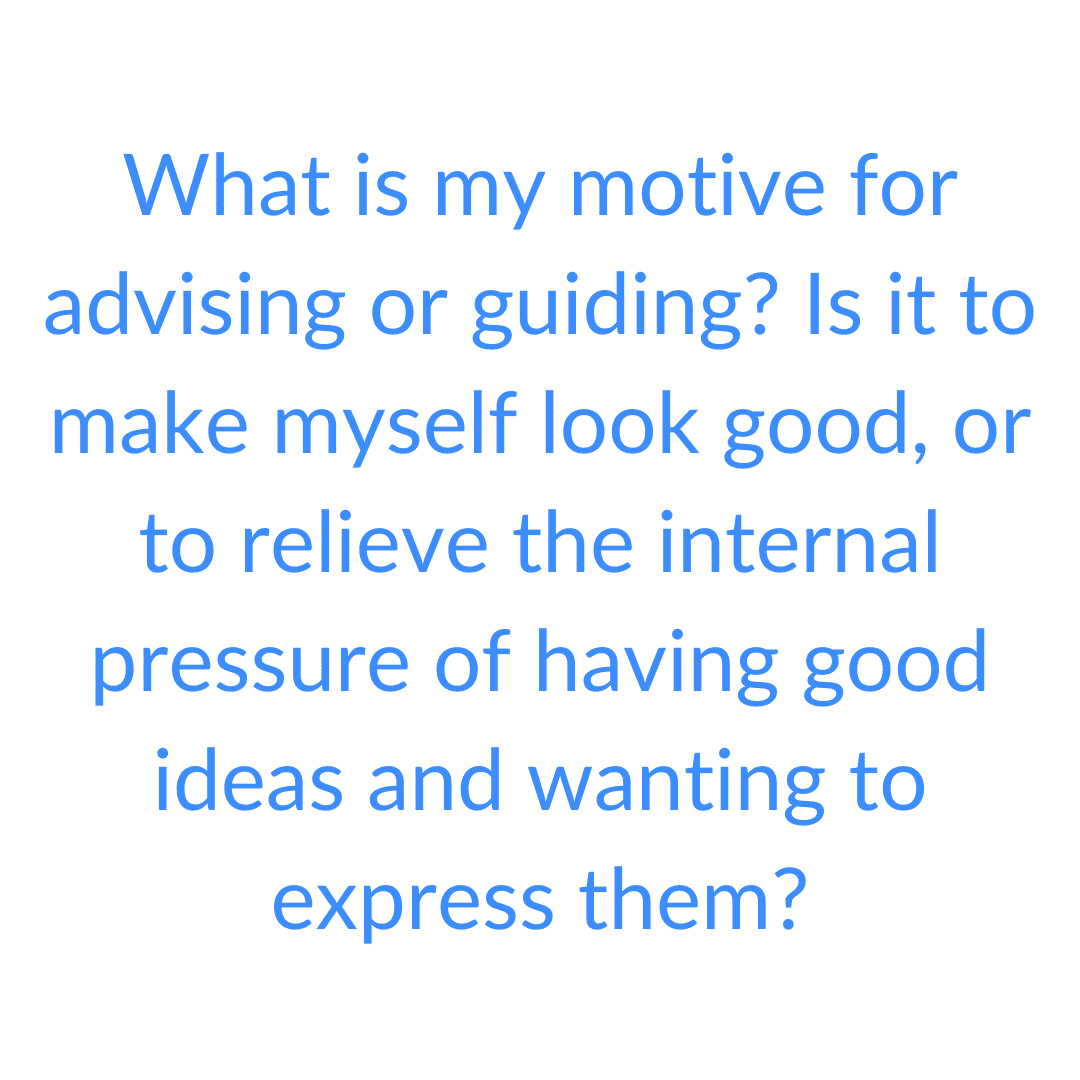 What is my motive for
advising or guiding? Is it to
make myself look good, or
to relieve the internal
pressure of having good
ideas and wanting to
express them?